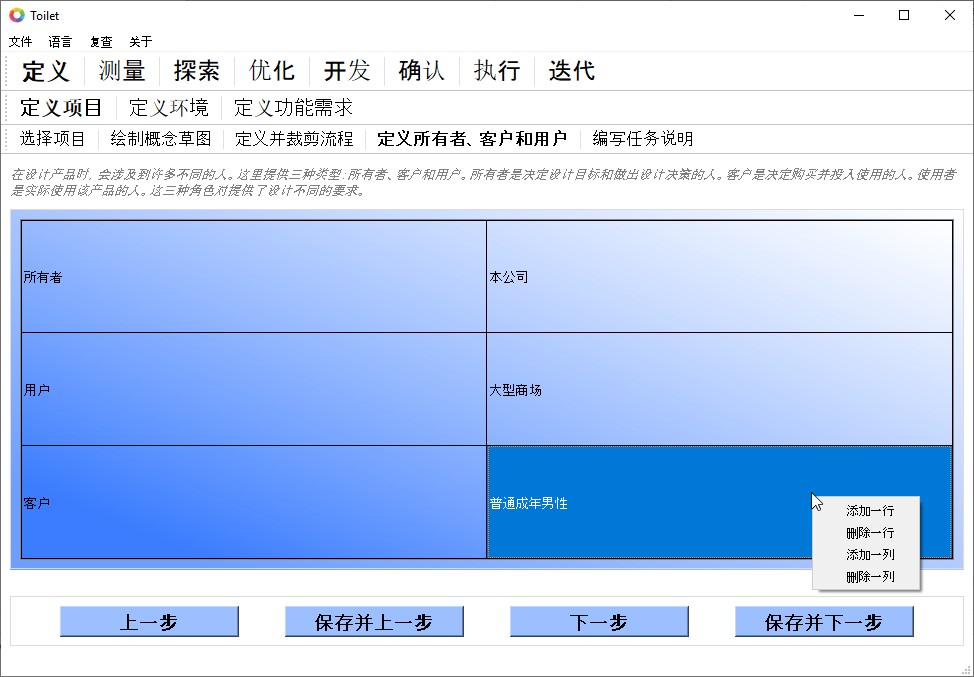 Toilet
文件 语言 复查 关于
定义 测量 探索 优化 开发 确认 执行 迭代
定义项目 定义环境 定义功能需求
选择项目 绘制概念草图 定义并裁剪流程 定义所有者、客户和用户 编写任务说明
在设计产品时, 会涉及到许多不同的人。这里提供三种类型:所有者、客户和用户。所有者是决定设计目标和做出设计决策的人。客户是决定购买并投入使用的人。使用者
是实际使用该产品的人。这三种角色对提供了设计不同的要求。
所有者 本公司
用户 大型商场
客户 普通成年男性
添加一行
删除一行
添加一列
删除一列
上一步 保存并上一步 下一步 保存并下一步